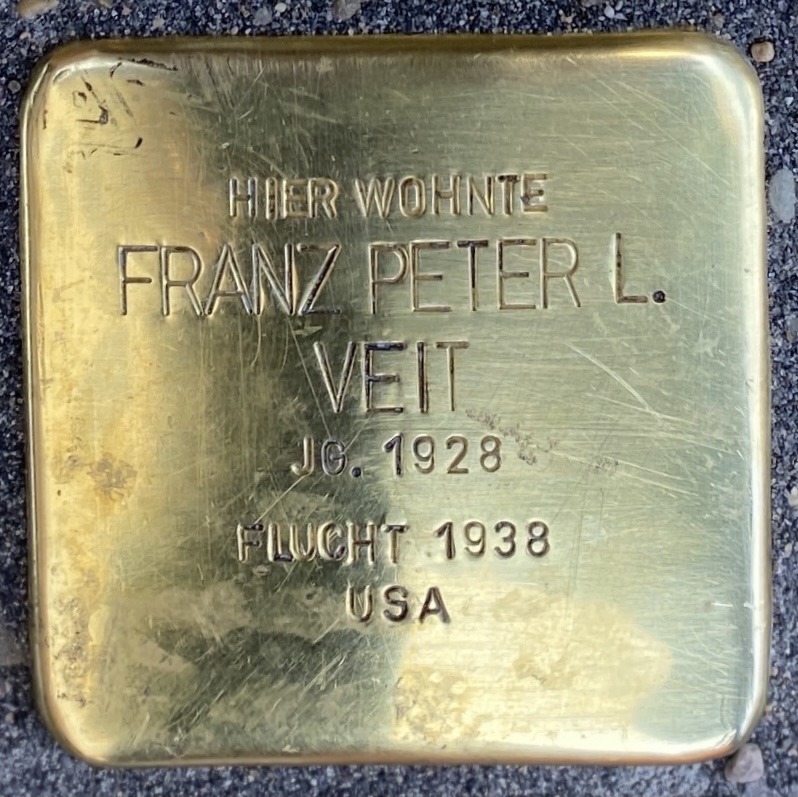 HIER WOHNTE
FRANZ PETER L.
VEIT
JG. 1928
FLUCHT 1938
USA